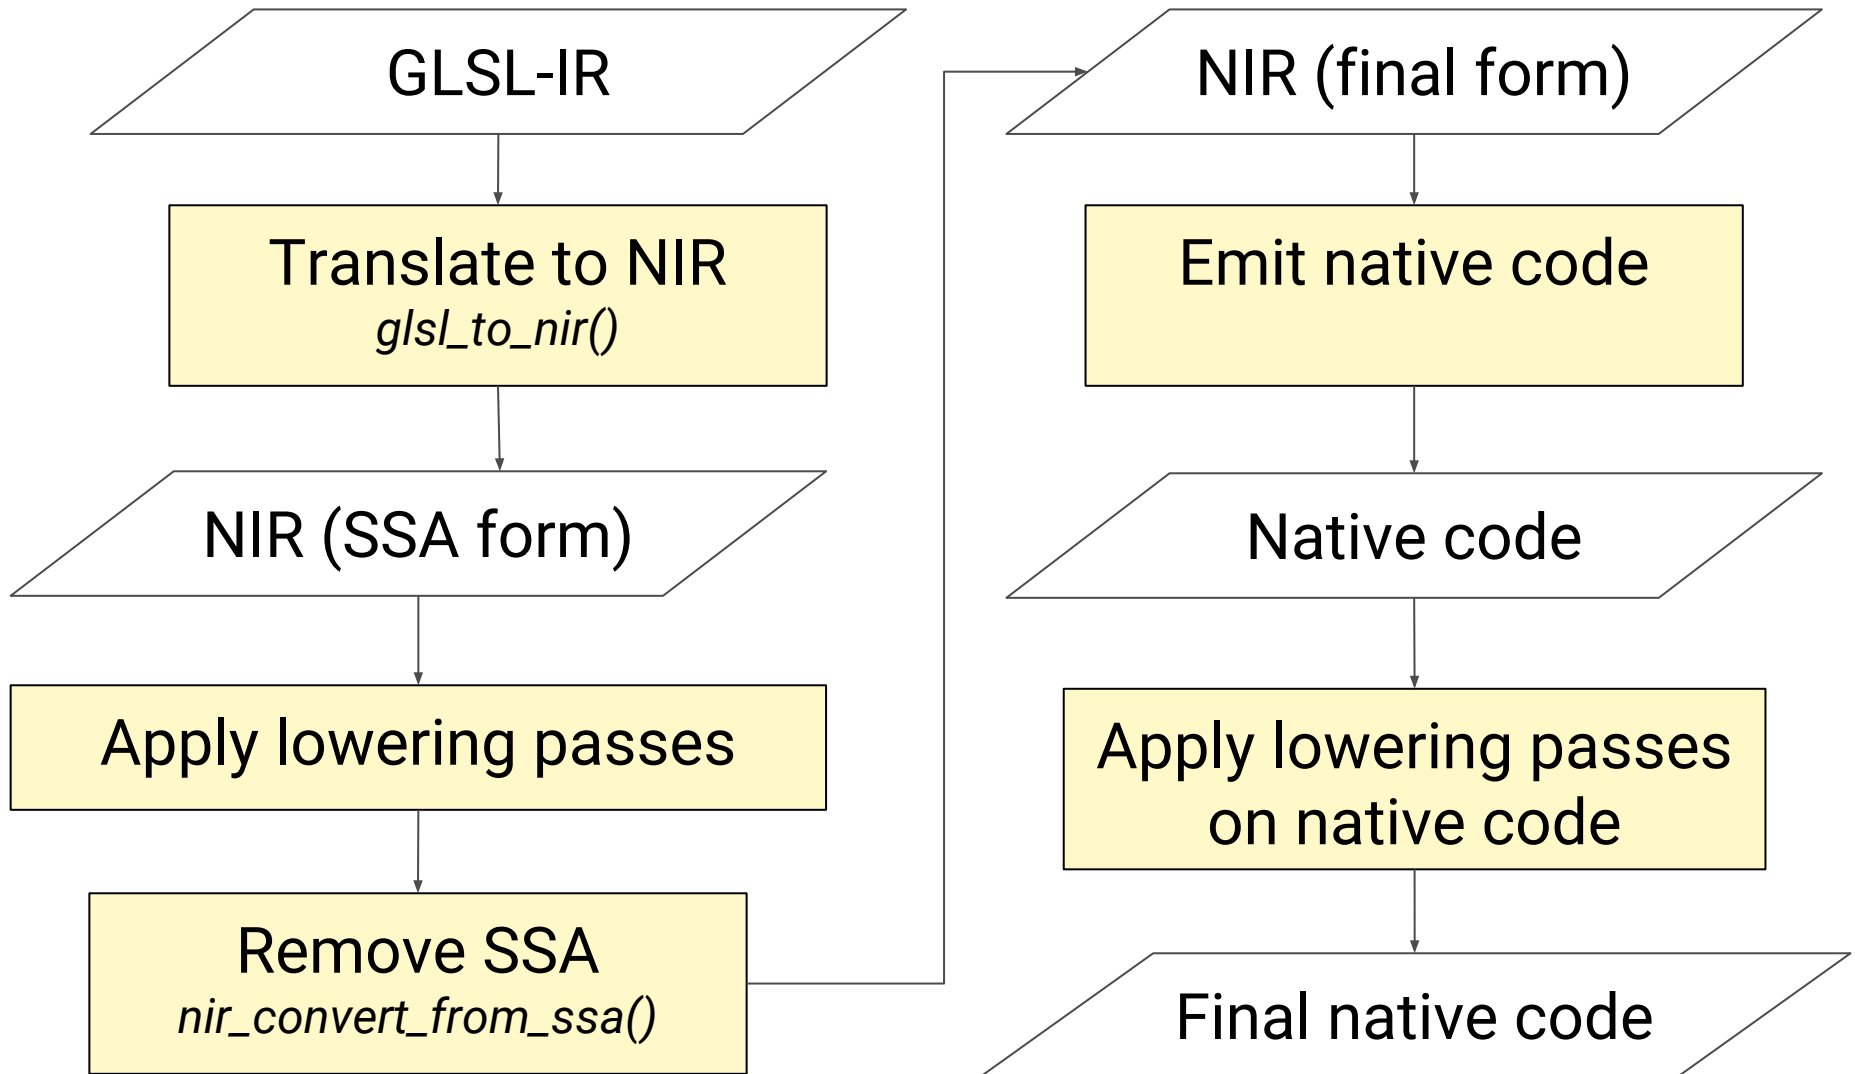 GLSL-IR
Translate to NIR
glsl_to_nir()
NIR (SSA form)
Apply lowering passes
Remove SSA
nir_convert_from_ssa()
NIR (final form)
Emit native code
Native code
Apply lowering passes
on native code
Final native code